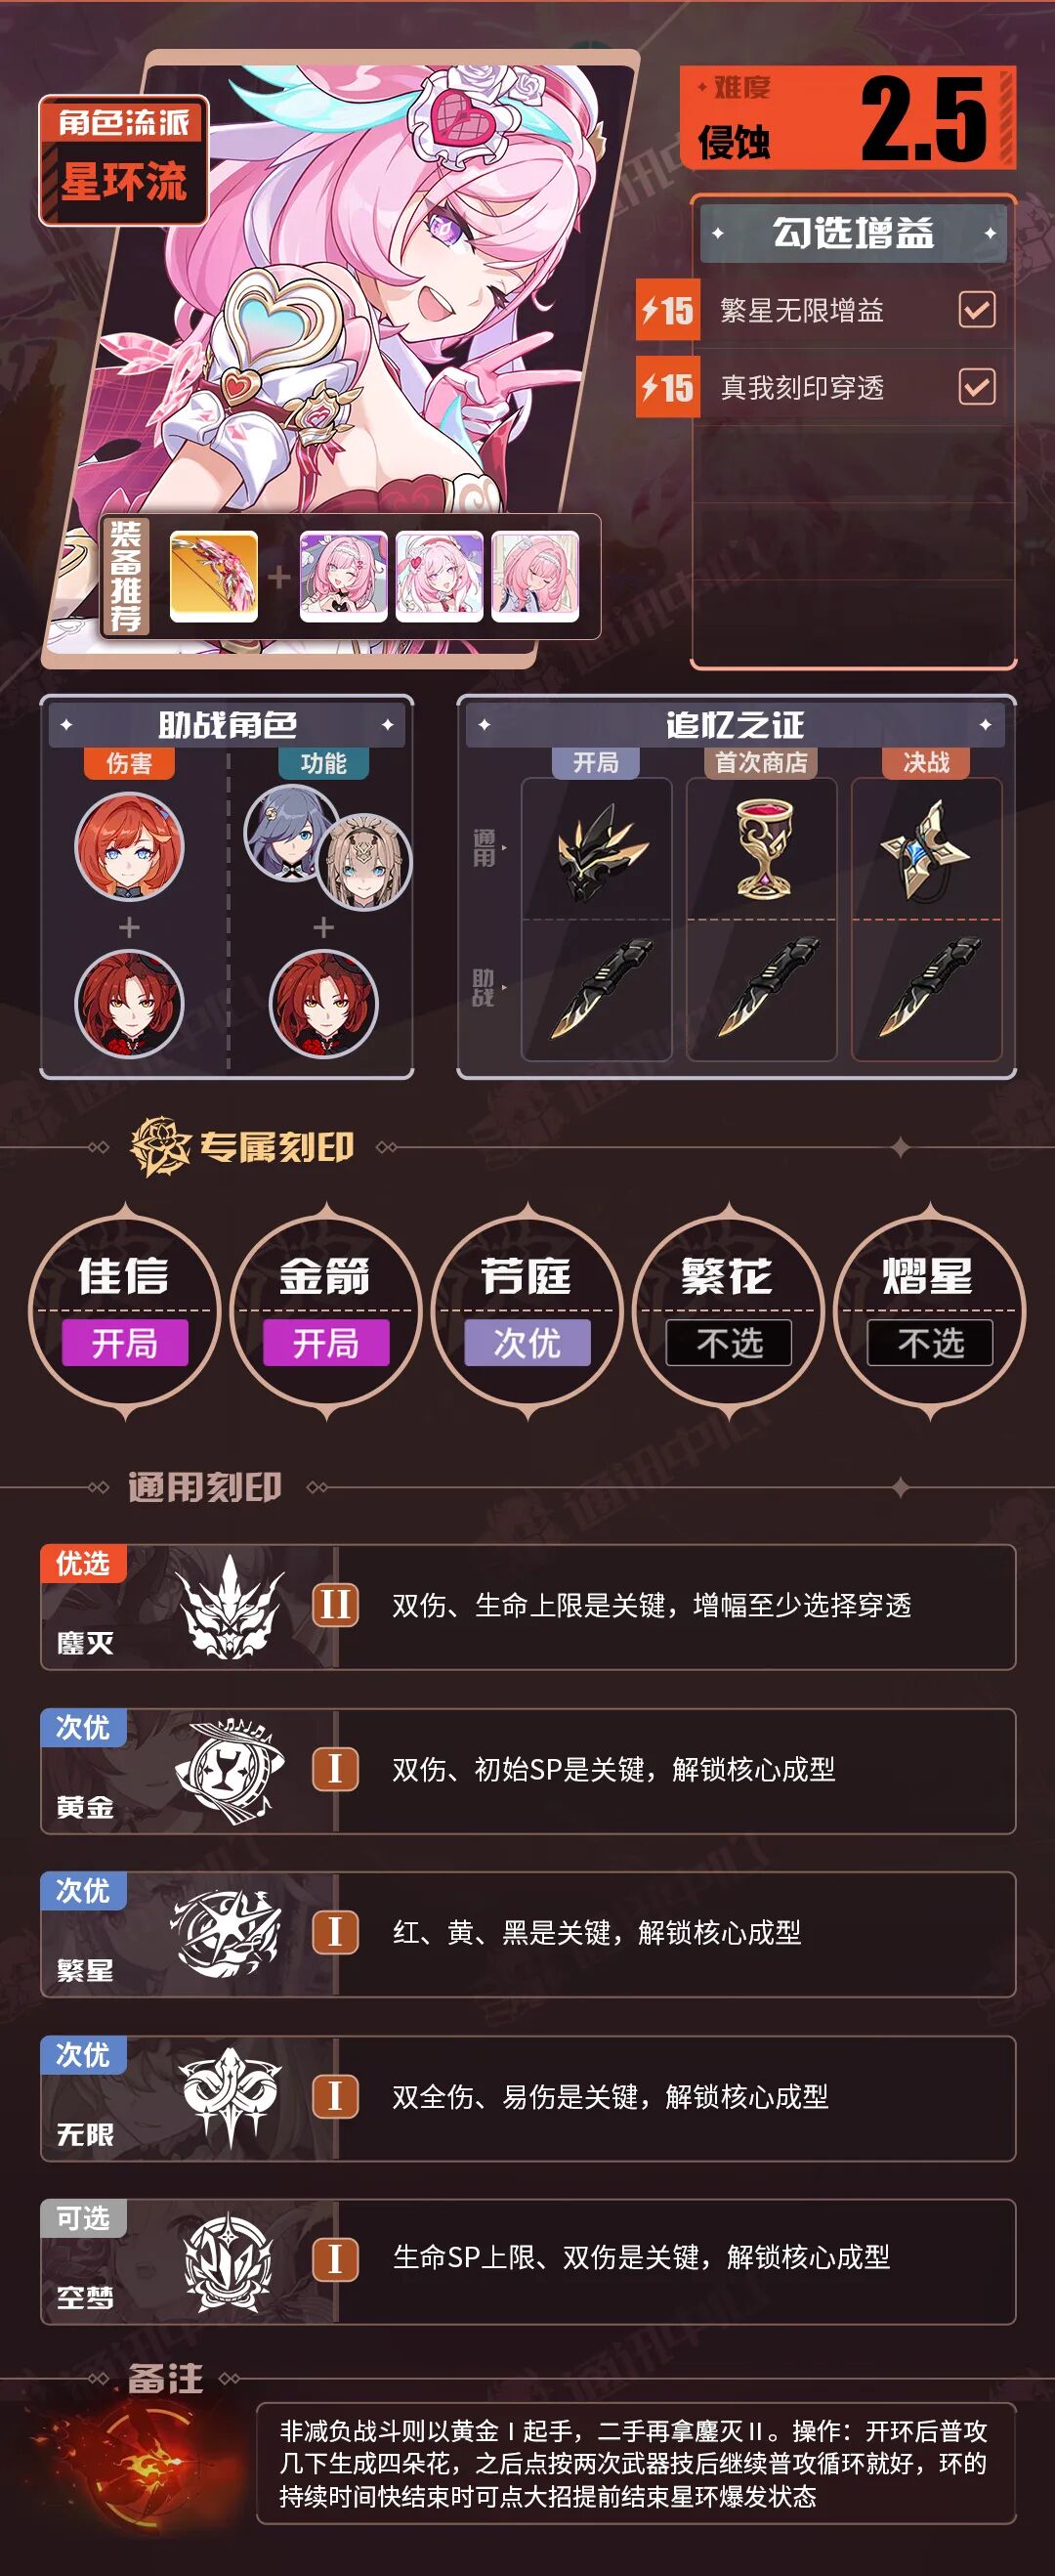 角色流派
星环流
难度
侵蚀
2.5
勾选增益
15 繁星无限增益
15 真我刻印穿透
装备推荐
助战角色
伤害
功能
追忆之证
开局
首次商店
决战
通用
助战
专属刻印
佳信
开局
金箭
开局
芳庭
次优
繁花
不选
熠星
不选
通用刻印
优选
鏖灭
II
双伤、生命上限是关键，增幅至少选择穿透
次优
黄金
I
双伤、初始SP是关键，解锁核心成型
次优
繁星
I
红、黄、黑是关键，解锁核心成型
次优
无限
I
双全伤、易伤是关键，解锁核心成型
可选
空梦
I
生命SP上限、双伤是关键，解锁核心成型
备注
非减负战斗则以黄金Ⅰ起手，二手再拿鏖灭Ⅱ。操作：开环后普攻
几下生成四朵花，之后点按两次武器技后继续普攻循环就好，环的
持续时间快结束时可点大招提前结束星环爆发状态
通讯中心